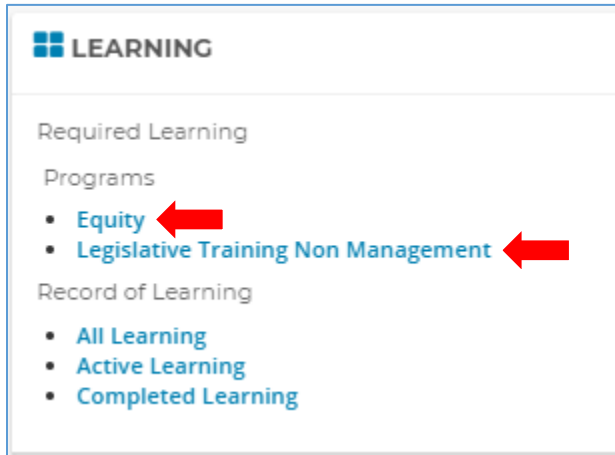 LEARNING
Required Learning
Programs
Equity
Legislative Training Non Management
Record of Learning
All Learning
Active Learning
Completed Learning